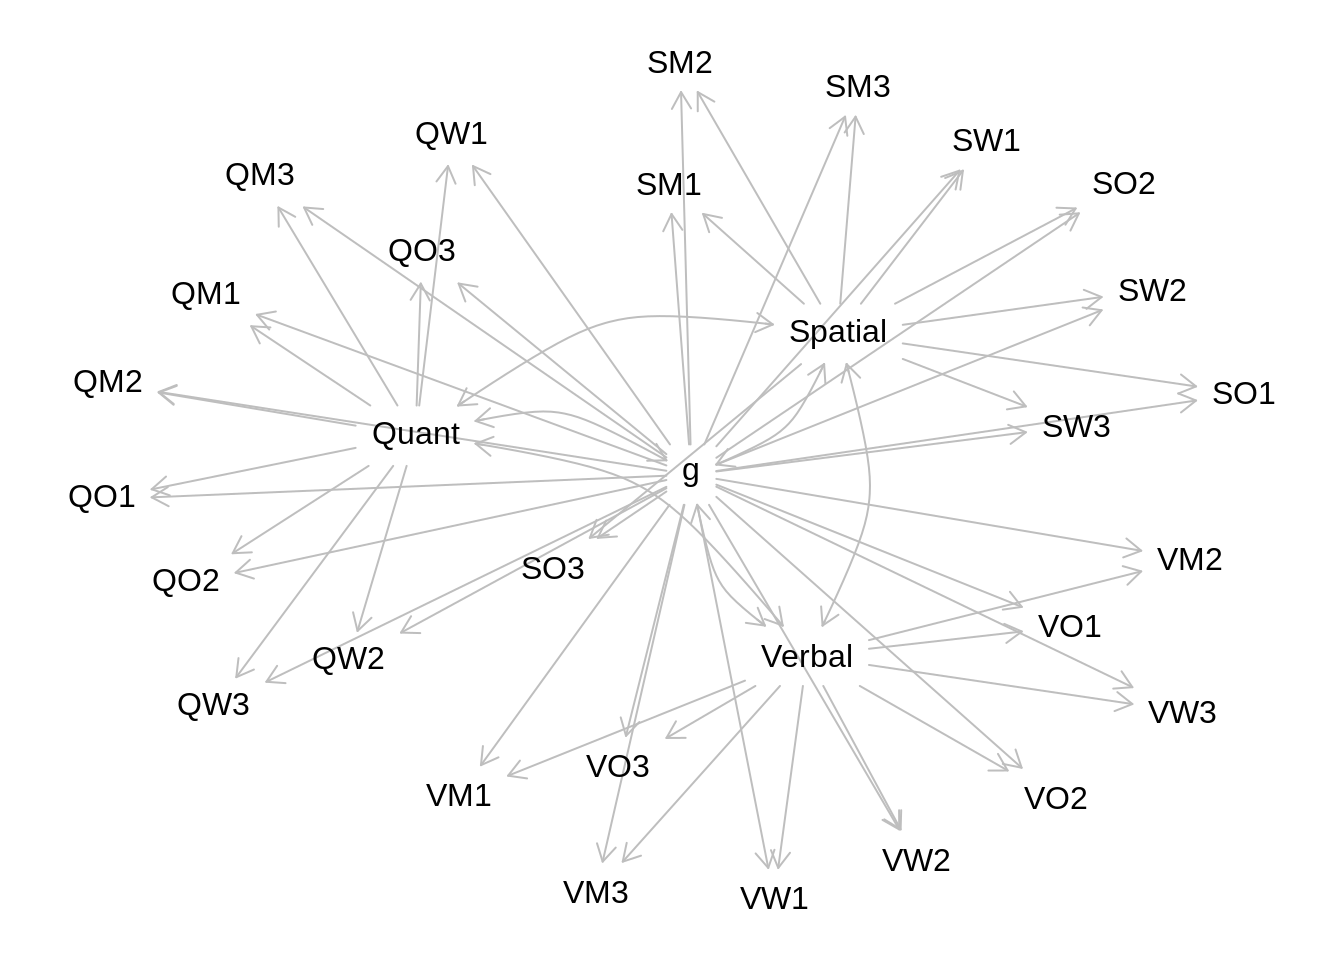 SM2
SM3
QW1
SW1
QM3
SM1
SO2
QO3
QM1
SW2
Spatial
QM2
SO1
SW3
Quant
g
QO1
VM2
SO3
QO2
VO1
Verbal
QW2
QW3
VW3
VO3
VM1
VO2
VW2
VM3
VW1